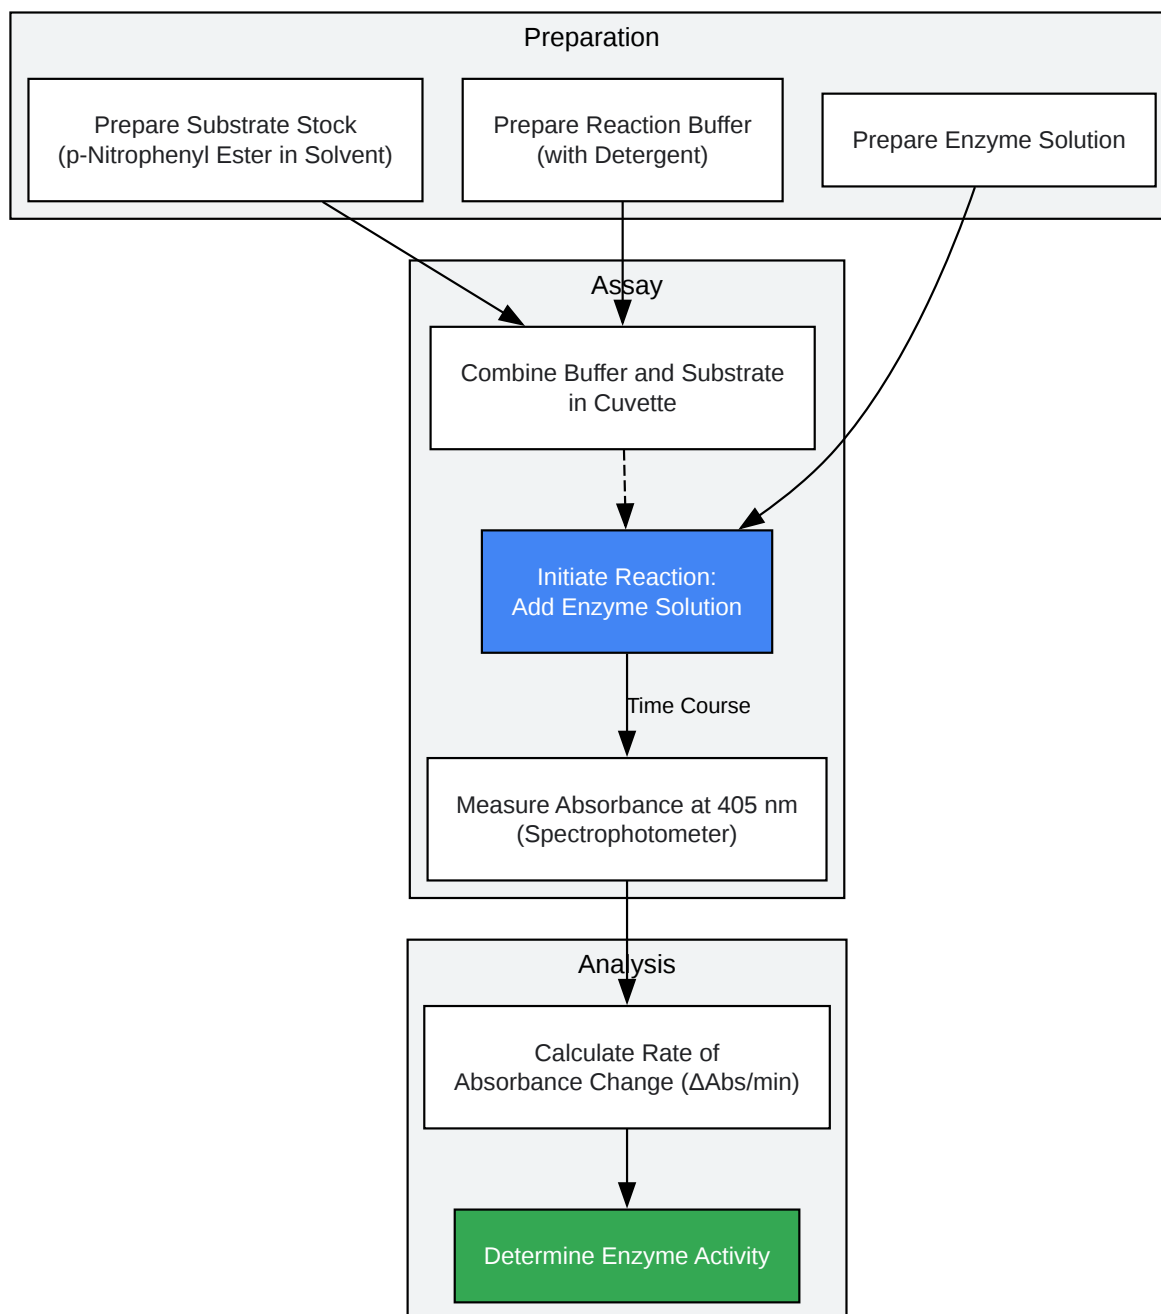 Preparation
Prepare Substrate Stock
(p-Nitrophenyl Ester in Solvent)
Prepare Reaction Buffer
(with Detergent)
Prepare Enzyme Solution
Assay
Combine Buffer and Substrate
in Cuvette
Initiate Reaction:
Add Enzyme Solution
Time Course
Measure Absorbance at 405 nm
(Spectrophotometer)
Analysis
Calculate Rate of
Absorbance Change (ΔAbs/min)
Determine Enzyme Activity